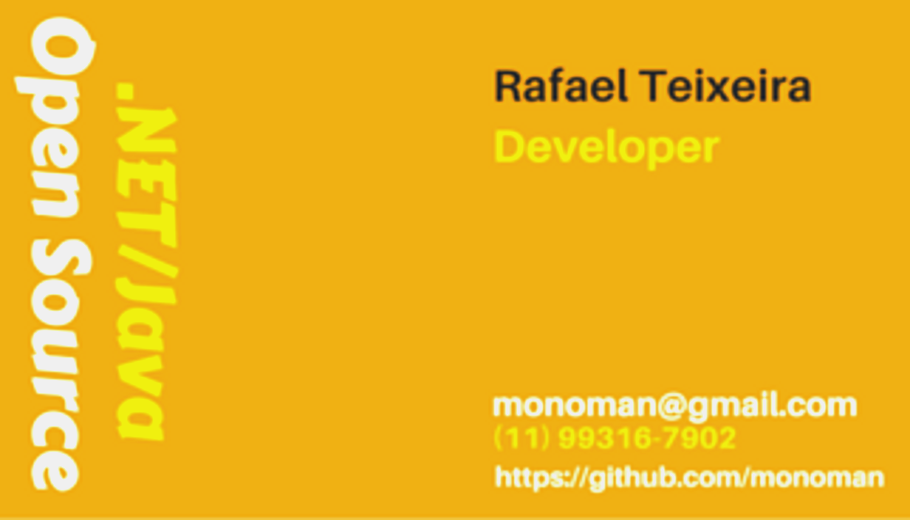 Open Source
.NET/Java
Rafael Teixeira
Developer
monoman@gmail.com
(11) 99316-7902
https://github.com/monoman